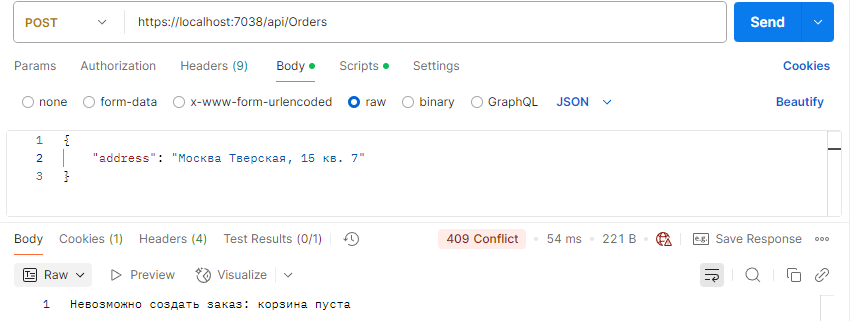 POST https://localhost:7038/api/Orders Send
Params Authorization Headers (9) Body Scripts Settings Cookies
none form-data x-www-form-urlencoded raw binary GraphQL JSON Beautify
1 {
2 "address": "Москва Тверская, 15 кв. 7"
3 }
Body Cookies (1) Headers (4) Test Results (0/1) 409 Conflict 54 ms 221 B e.g. Save Response
Raw Preview Visualize
1 Невозможно создать заказ: корзина пуста